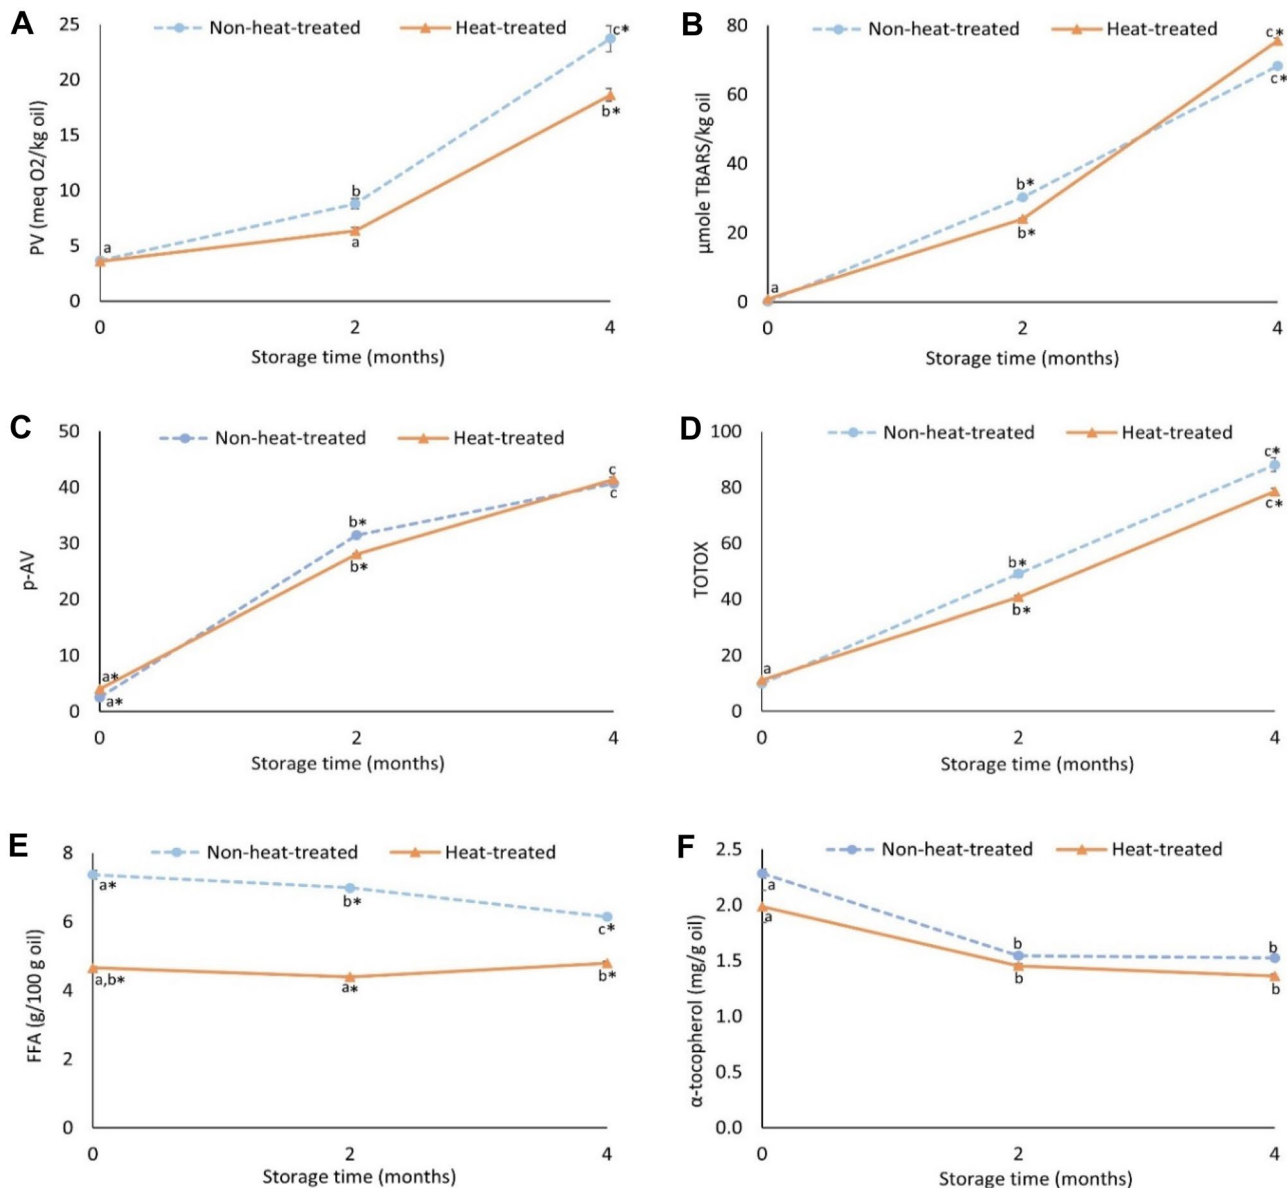 A
Non-heat-treated
Heat-treated
25
20
15
10
5
0
PV (meq O2/kg oil)
a
b
a
c*
b*
0 2 4
Storage time (months)
B
Non-heat-treated
Heat-treated
80
60
40
20
0
µmole TBARS/kg oil
a
b*
b*
c*
c*
0 2 4
Storage time (months)
C
Non-heat-treated
Heat-treated
50
40
30
20
10
0
p-AV
a*
a*
b*
b*
c
c
0 2 4
Storage time (months)
D
Non-heat-treated
Heat-treated
100
80
60
40
20
0
TOTOX
a
b*
b*
c*
c*
0 2 4
Storage time (months)
E
Non-heat-treated
Heat-treated
8
6
4
2
0
FFA (g/100 g oil)
a*
b*
c*
a,b*
a*
b*
0 2 4
Storage time (months)
F
Non-heat-treated
Heat-treated
2.5
2.0
1.5
1.0
0.5
0.0
α-tocopherol (mg/g oil)
a
a
b
b
b
b
0 2 4
Storage time (months)